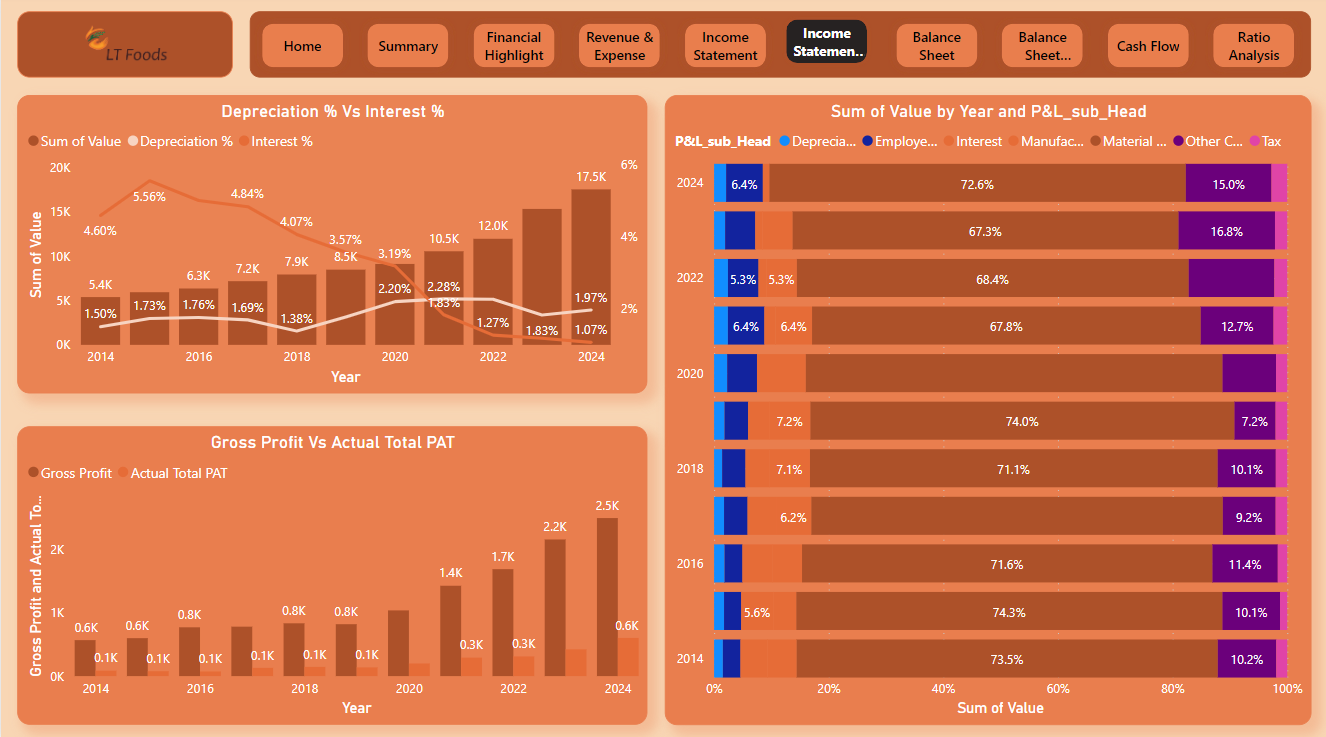 LT Foods
Home
Summary
Financial
Highlight
Revenue &
Expense
Income
Statement
Income
Statemen..
Balance
Sheet
Balance
Sheet...
Cash Flow
Ratio
Analysis
Depreciation % Vs Interest %
Sum of Value Depreciation % Interest %
20K 15K 10K 5K 0K
Sum of Value
6% 4% 2%
5.4K 6.3K 7.2K 7.9K 8.5K 10.5K 12.0K 17.5K
4.60% 5.56% 4.84% 4.07% 3.57% 3.19% 1.83% 1.27% 1.83% 1.07%
1.50% 1.73% 1.76% 1.69% 1.38% 2.20% 2.28% 1.97%
2014 2016 2018 2020 2022 2024
Year
Gross Profit Vs Actual Total PAT
Gross Profit Actual Total PAT
Gross Profit and Actual To...
2K 1K 0K
0.6K 0.6K 0.8K 0.8K 0.8K 1.4K 1.7K 2.2K 2.5K
0.1K 0.1K 0.1K 0.1K 0.1K 0.1K 0.3K 0.3K 0.6K
2014 2016 2018 2020 2022 2024
Year
Sum of Value by Year and P&L_sub_Head
P&L_sub_Head Deprecia... Employe... Interest Manufac... Material ... Other C... Tax
2024 6.4% 72.6% 15.0%
67.3% 16.8%
2022 5.3% 5.3% 68.4%
6.4% 6.4% 67.8% 12.7%
2020
7.2% 74.0% 7.2%
2018 7.1% 71.1% 10.1%
6.2% 9.2%
2016 71.6% 11.4%
5.6% 74.3% 10.1%
2014 73.5% 10.2%
0% 20% 40% 60% 80% 100%
Sum of Value